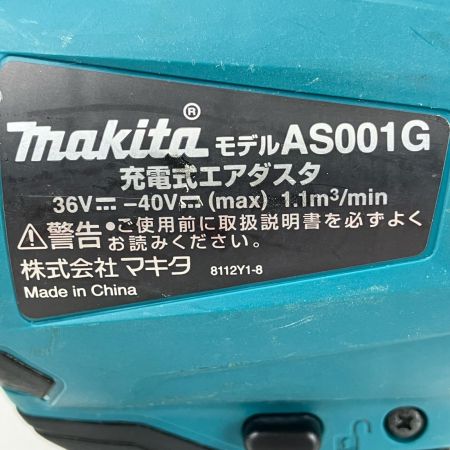 makita® モデルAS001G
充電式エアダスタ
36V⎓ -40V⎓ (max) 1.1m³/min
⚠警告 ●ご使用前に取扱説明書を必ずよく
お読みください。
株式会社マキタ 8112Y1-8
Made in China